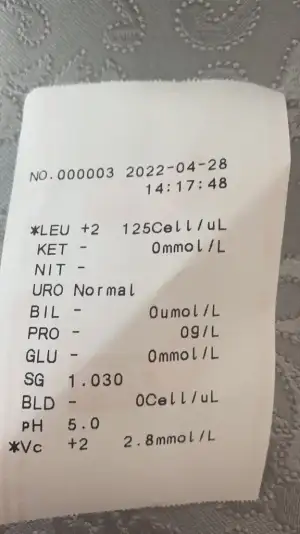 NO.000003 2022-04-28
14:17:48
*LEU +2 125Cell/uL
KET - 0mmol/L
NIT -
URO Normal
BIL - 0umol/L
PRO - 0g/L
GLU - 0mmol/L
SG 1.030
BLD - 0Cell/uL
pH 5.0
*Vc +2 2.8mmol/L